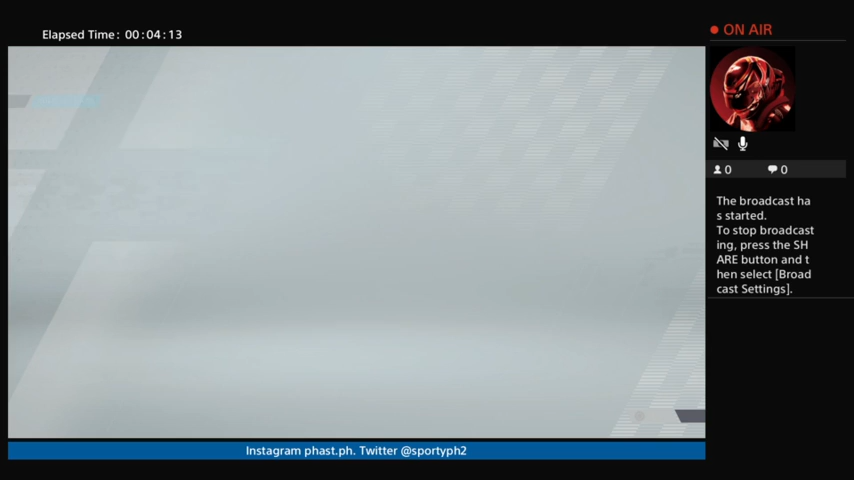 Elapsed Time: 00:04:13
ON AIR
0 0
The broadcast ha
s started.
To stop broadcast
ing, press the SH
ARE button and t
hen select [Broad
cast Settings].
Instagram phast.ph. Twitter @sportyph2